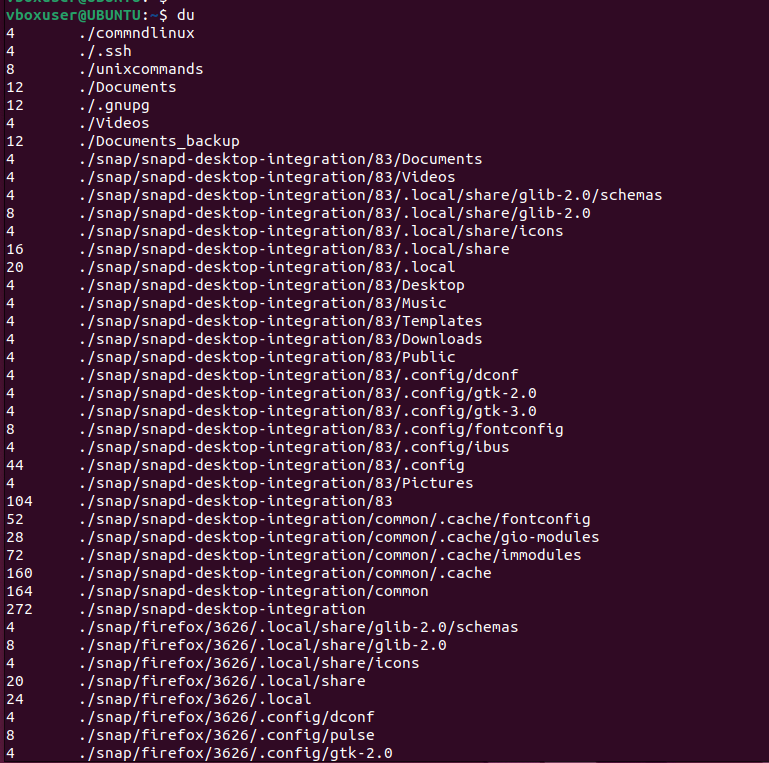 vboxuser@UBUNTU:~$ du
4 ./commndlinux
4 ./.ssh
8 ./unixcommands
12 ./Documents
12 ./.gnupg
4 ./Videos
12 ./Documents_backup
4 ./snap/snapd-desktop-integration/83/Documents
4 ./snap/snapd-desktop-integration/83/Videos
4 ./snap/snapd-desktop-integration/83/.local/share/glib-2.0/schemas
8 ./snap/snapd-desktop-integration/83/.local/share/glib-2.0
4 ./snap/snapd-desktop-integration/83/.local/share/icons
16 ./snap/snapd-desktop-integration/83/.local/share
20 ./snap/snapd-desktop-integration/83/.local
4 ./snap/snapd-desktop-integration/83/Desktop
4 ./snap/snapd-desktop-integration/83/Music
4 ./snap/snapd-desktop-integration/83/Templates
4 ./snap/snapd-desktop-integration/83/Downloads
4 ./snap/snapd-desktop-integration/83/Public
4 ./snap/snapd-desktop-integration/83/.config/dconf
4 ./snap/snapd-desktop-integration/83/.config/gtk-2.0
4 ./snap/snapd-desktop-integration/83/.config/gtk-3.0
8 ./snap/snapd-desktop-integration/83/.config/fontconfig
4 ./snap/snapd-desktop-integration/83/.config/ibus
44 ./snap/snapd-desktop-integration/83/.config
4 ./snap/snapd-desktop-integration/83/Pictures
104 ./snap/snapd-desktop-integration/83
52 ./snap/snapd-desktop-integration/common/.cache/fontconfig
28 ./snap/snapd-desktop-integration/common/.cache/gio-modules
72 ./snap/snapd-desktop-integration/common/.cache/immodules
160 ./snap/snapd-desktop-integration/common/.cache
164 ./snap/snapd-desktop-integration/common
272 ./snap/snapd-desktop-integration
4 ./snap/firefox/3626/.local/share/glib-2.0/schemas
8 ./snap/firefox/3626/.local/share/glib-2.0
4 ./snap/firefox/3626/.local/share/icons
20 ./snap/firefox/3626/.local/share
24 ./snap/firefox/3626/.local
4 ./snap/firefox/3626/.config/dconf
8 ./snap/firefox/3626/.config/pulse
4 ./snap/firefox/3626/.config/gtk-2.0